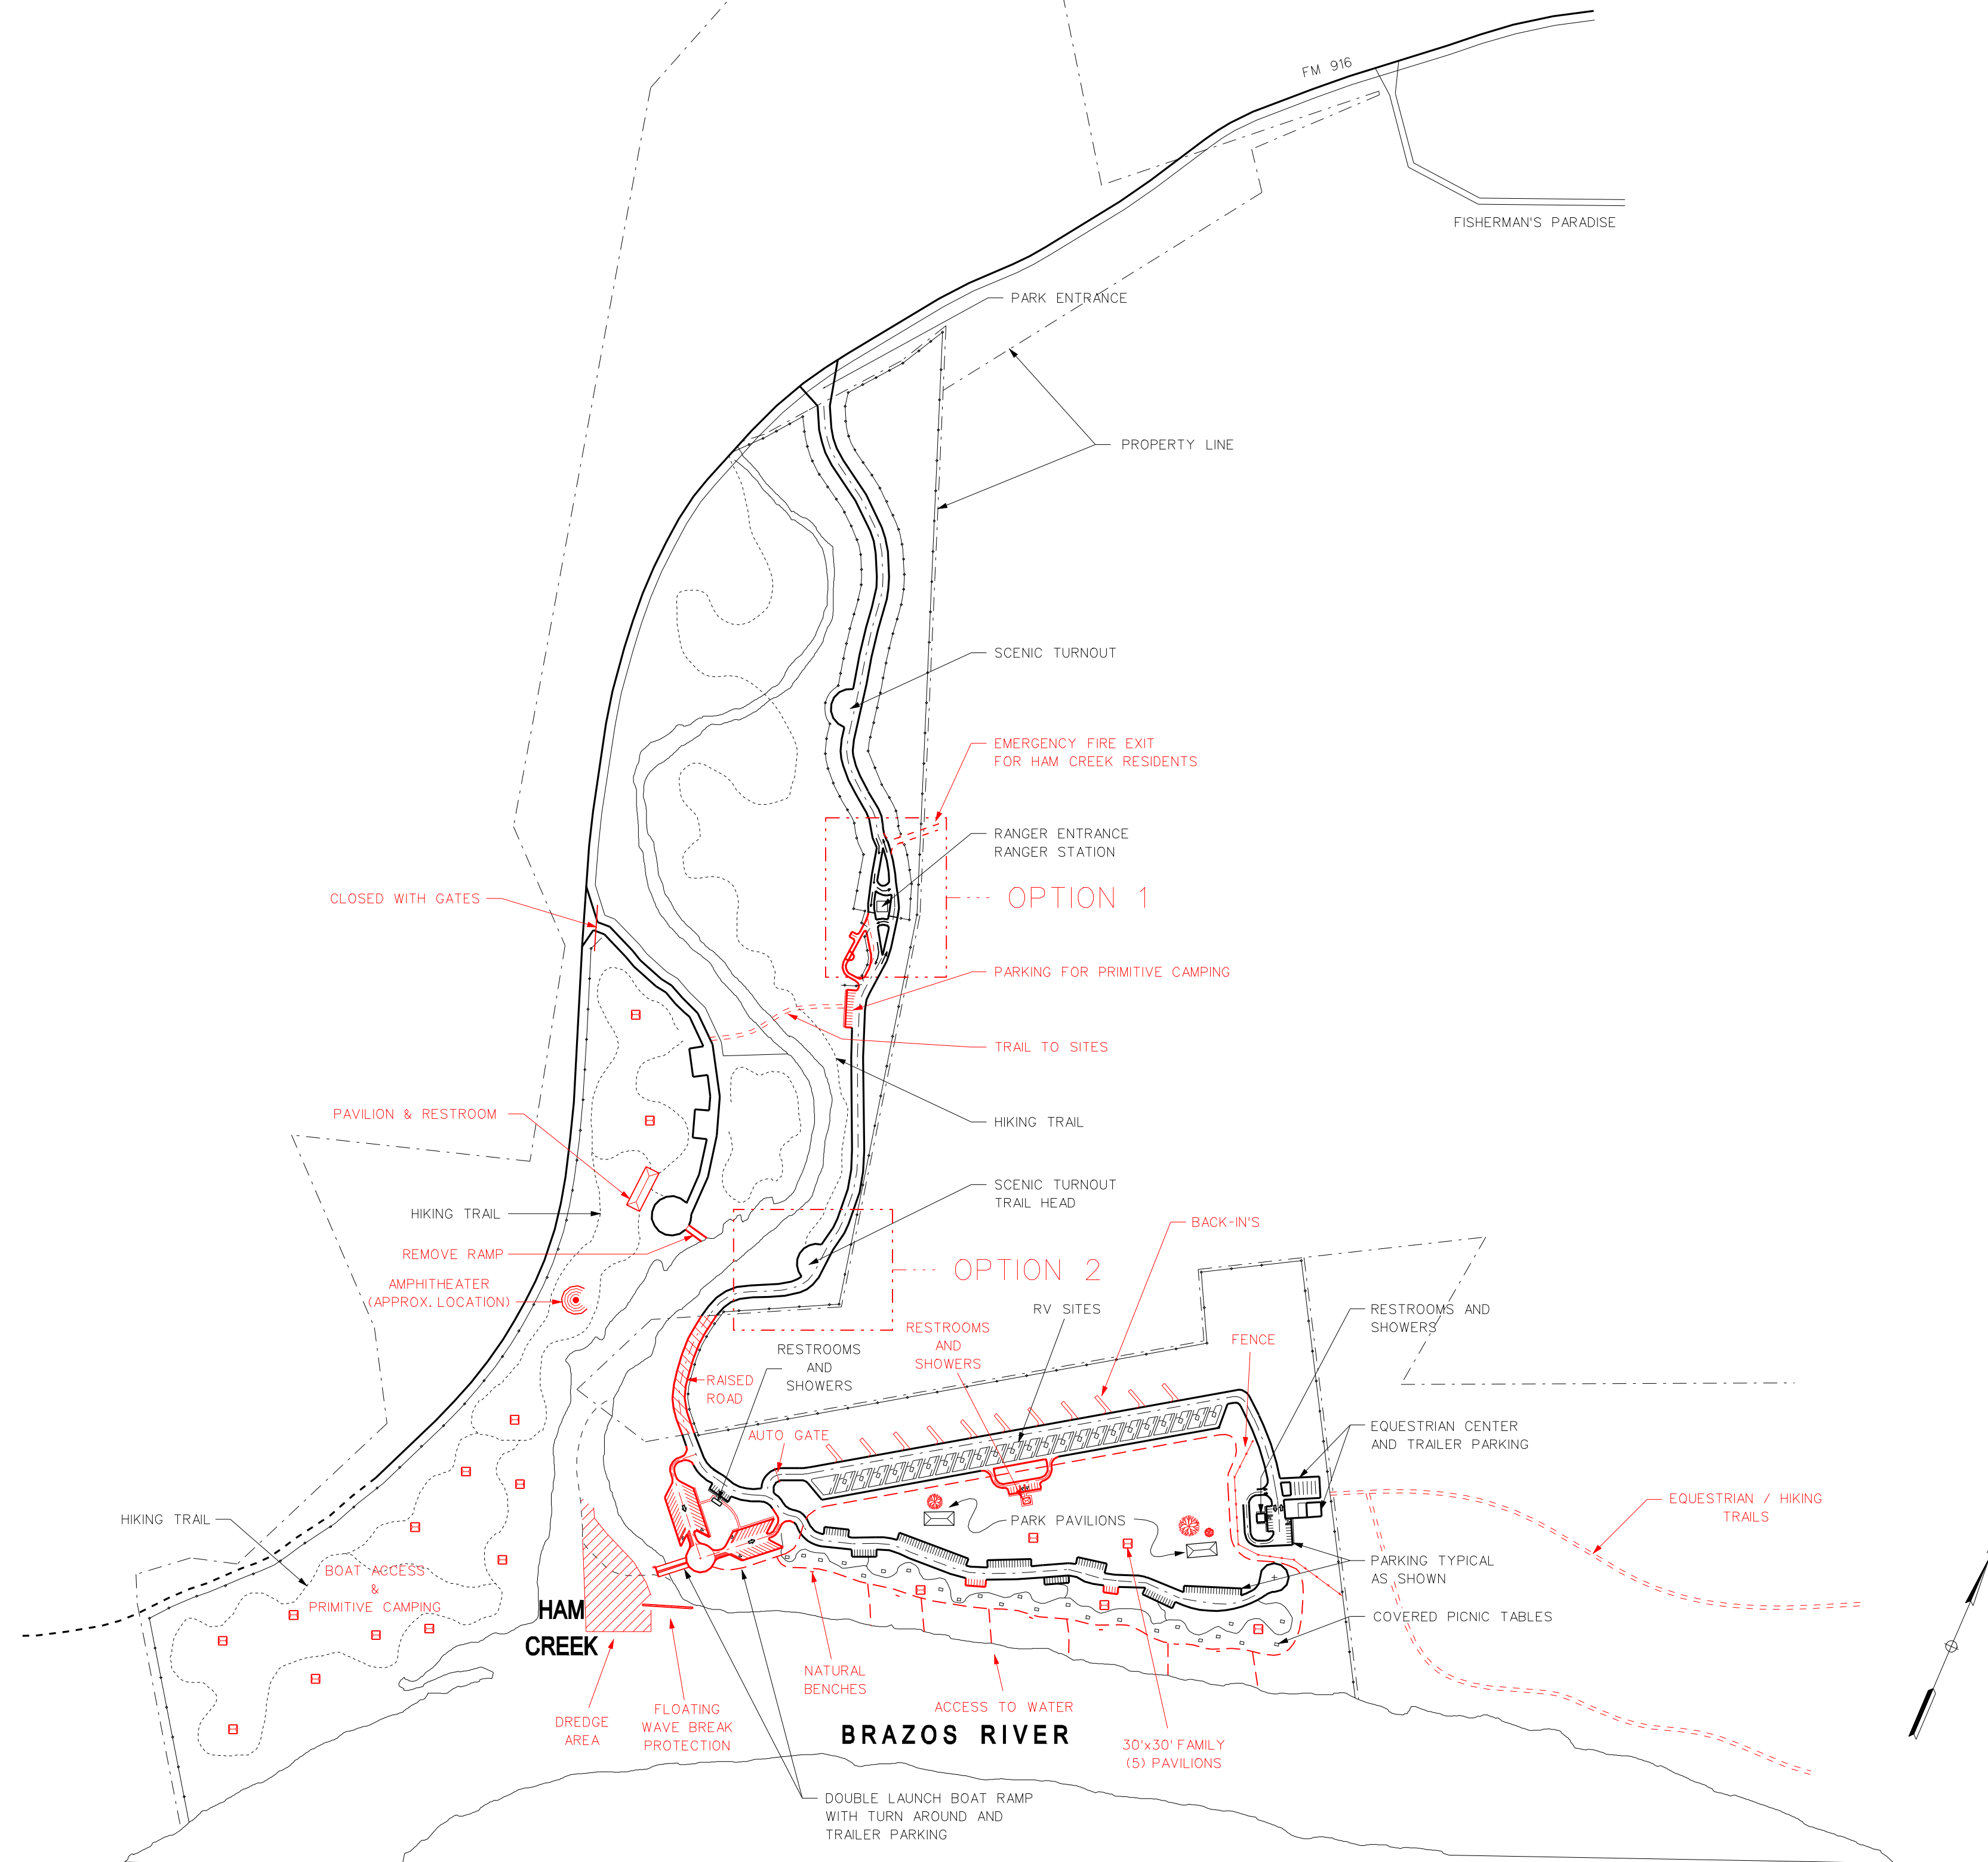 FM 916
FISHERMAN'S PARADISE
PARK ENTRANCE
PROPERTY LINE
SCENIC TURNOUT
EMERGENCY FIRE EXIT
FOR HAM CREEK RESIDENTS
RANGER ENTRANCE
RANGER STATION
OPTION 1
CLOSED WITH GATES
PARKING FOR PRIMITIVE CAMPING
TRAIL TO SITES
PAVILION & RESTROOM
HIKING TRAIL
SCENIC TURNOUT
TRAIL HEAD
HIKING TRAIL
BACK-IN'S
REMOVE RAMP
OPTION 2
AMPHITHEATER
(APPROX. LOCATION)
RV SITES
RESTROOMS AND
SHOWERS
RESTROOMS
AND
SHOWERS
FENCE
RESTROOMS
AND
SHOWERS
RAISED
ROAD
AUTO GATE
EQUESTRIAN CENTER
AND TRAILER PARKING
EQUESTRIAN / HIKING
TRAILS
HIKING TRAIL
PARK PAVILIONS
PARKING TYPICAL
AS SHOWN
BOAT ACCESS
&
PRIMITIVE CAMPING
HAM
CREEK
COVERED PICNIC TABLES
NATURAL
BENCHES
ACCESS TO WATER
FLOATING
WAVE BREAK
PROTECTION
DREDGE
AREA
BRAZOS RIVER
30'x30' FAMILY
(5) PAVILIONS
DOUBLE LAUNCH BOAT RAMP
WITH TURN AROUND AND
TRAILER PARKING